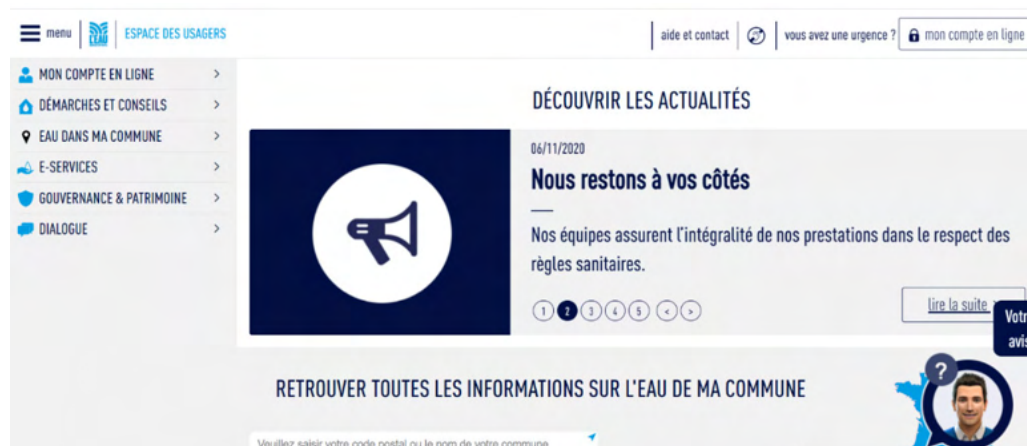 menu
L'EAU
ESPACE DES USAGERS
aide et contact
vous avez une urgence ?
mon compte en ligne
MON COMPTE EN LIGNE
DÉMARCHES ET CONSEILS
EAU DANS MA COMMUNE
E-SERVICES
GOUVERNANCE & PATRIMOINE
DIALOGUE
DÉCOUVRIR LES ACTUALITÉS
06/11/2020
Nous restons à vos côtés
Nos équipes assurent l'intégralité de nos prestations dans le respect des
règles sanitaires.
1 2 3 4 5 < >
lire la suite
avis
?
RETROUVER TOUTES LES INFORMATIONS SUR L'EAU DE MA COMMUNE
Veuillez saisir votre code postal ou le nom de votre commune